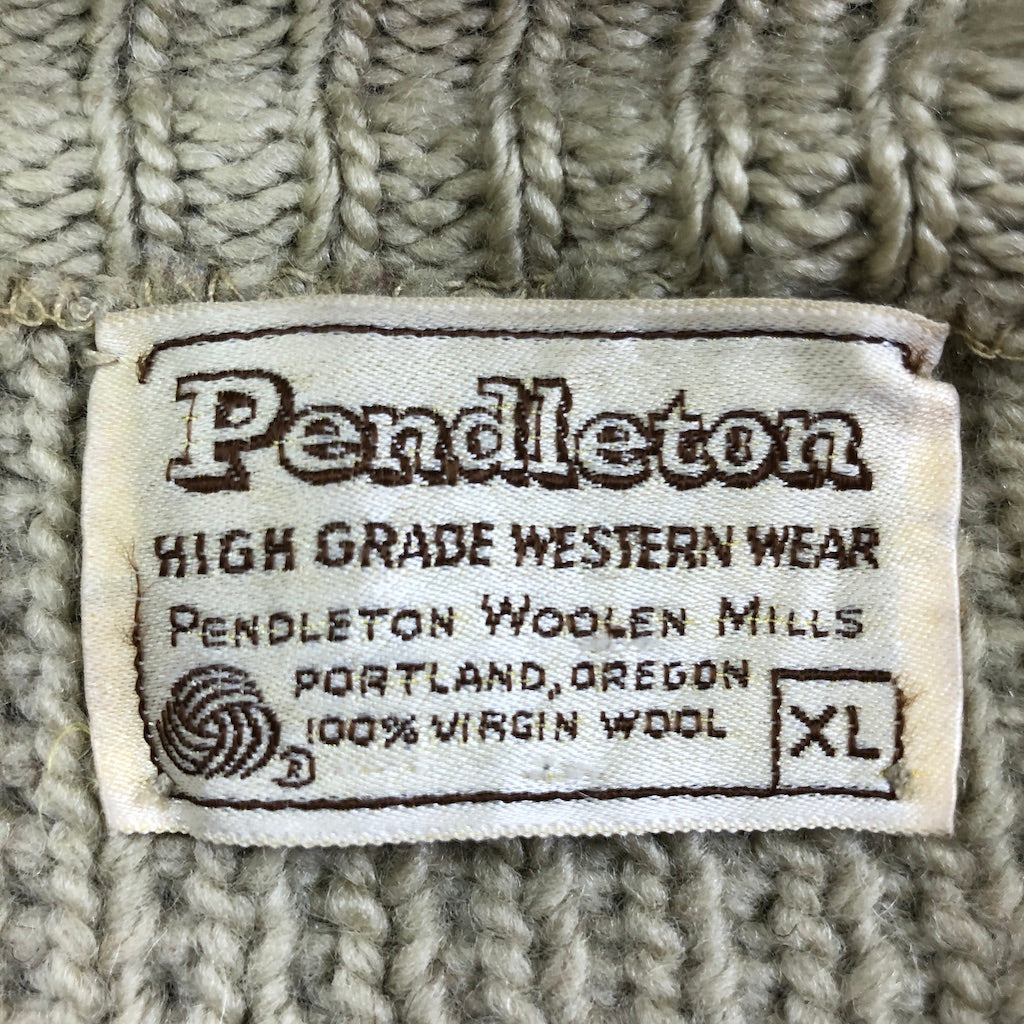 Pendleton
HIGH GRADE WESTERN WEAR
PENDLETON WOOLEN MILLS
PORTLAND, OREGON
100% VIRGIN WOOL
XL
R